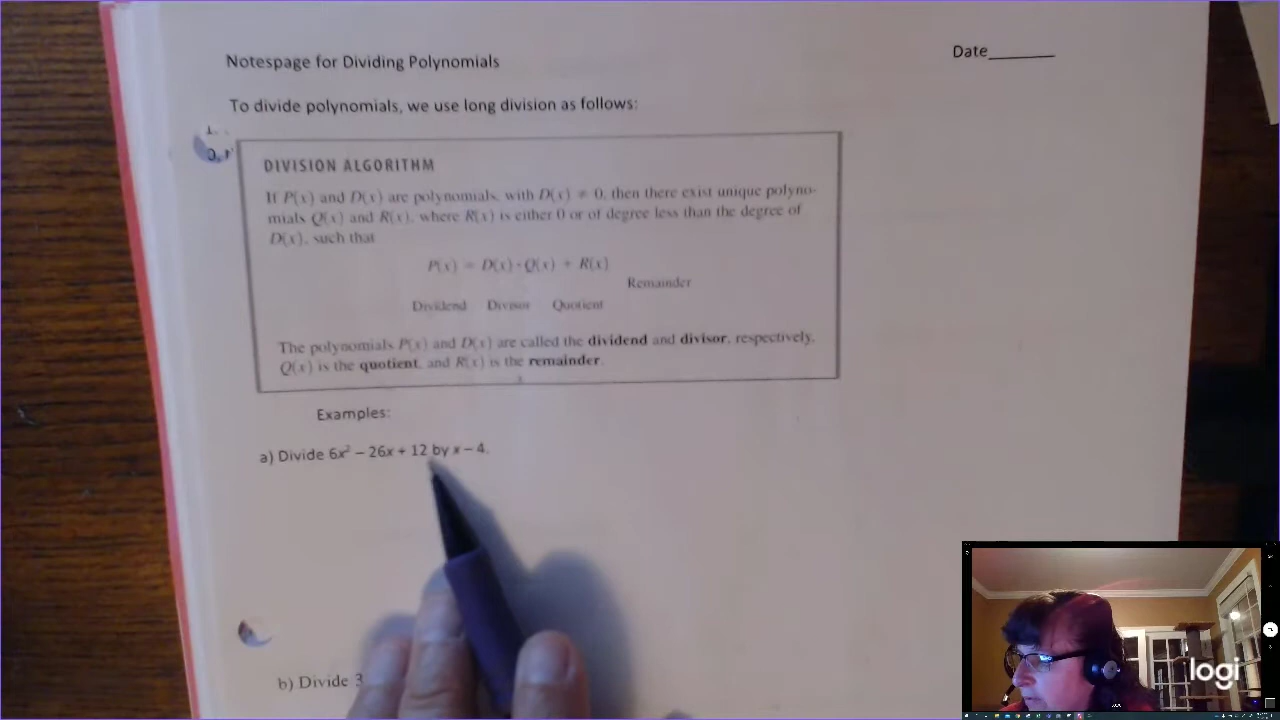 Notespage for Dividing Polynomials
Date_______
To divide polynomials, we use long division as follows:
DIVISION ALGORITHM
If P(x) and D(x) are polynomials, with D(x) ≠ 0, then there exist unique polyno-
mials Q(x) and R(x), where R(x) is either 0 or of degree less than the degree of
D(x), such that
P(x) = D(x) · Q(x) + R(x)
Remainder
Dividend Divisor Quotient
The polynomials P(x) and D(x) are called the dividend and divisor, respectively,
Q(x) is the quotient, and R(x) is the remainder.
Examples:
a) Divide 6x² – 26x + 12 by x – 4.
b) Divide 3
logi